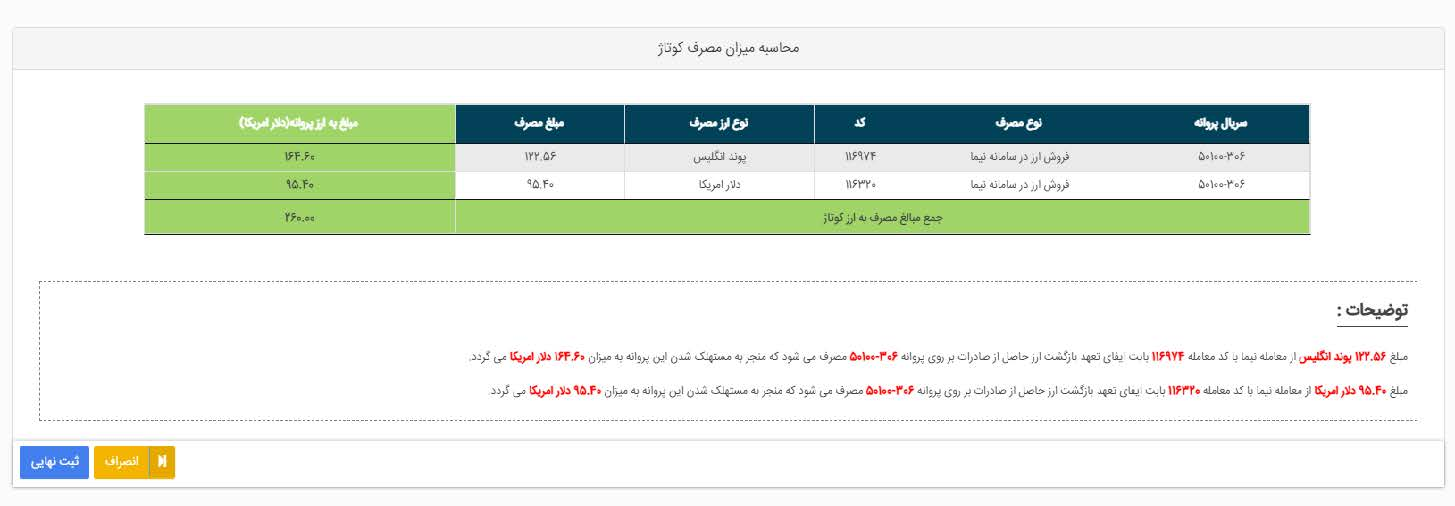 محاسبه میزان مصرف کوتاژ
سریال پروانه نوع مصرف کد نوع ارز مصرف مبلغ مصرف مبلغ به ارز پروانه(دلار امریکا)
۵۰۱۰۰-۳۰۶ فروش ارز در سامانه نیما ۱۱۶۹۷۴ پوند انگلیس ۱۲۲.۵۶ ۱۶۴.۶۰
۵۰۱۰۰-۳۰۶ فروش ارز در سامانه نیما ۱۱۶۳۲۰ دلار امریکا ۹۵.۴۰ ۹۵.۴۰
جمع مبالغ مصرف به ارز کوتاژ ۲۶۰.۰۰
توضیحات :
مبلغ ۱۲۲.۵۶ پوند انگلیس از معامله نیما با کد معامله ۱۱۶۹۷۴ بابت ایفای تعهد بازگشت ارز حاصل از صادرات بر روی پروانه ۵۰۱۰۰-۳۰۶ مصرف می شود که منجر به مستهلک شدن این پروانه به میزان ۱۶۴.۶۰ دلار امریکا می گردد.
مبلغ ۹۵.۴۰ دلار امریکا از معامله نیما با کد معامله ۱۱۶۳۲۰ بابت ایفای تعهد بازگشت ارز حاصل از صادرات بر روی پروانه ۵۰۱۰۰-۳۰۶ مصرف می شود که منجر به مستهلک شدن این پروانه به میزان ۹۵.۴۰ دلار امریکا می گردد.
انصراف ثبت نهایی